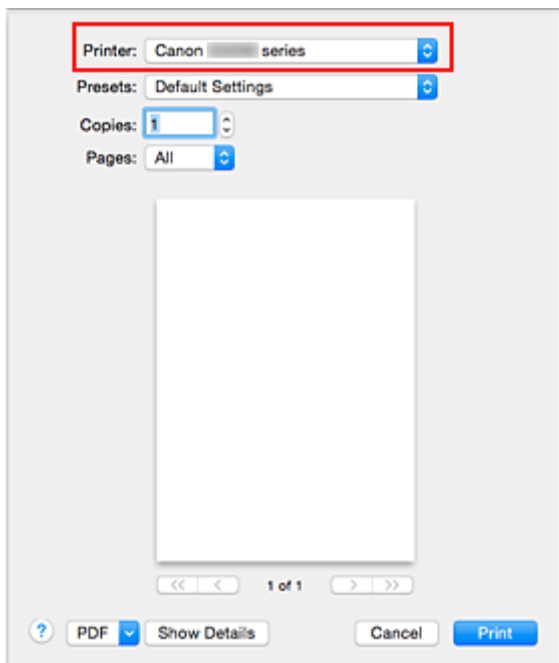 Printer: Canon series
Presets: Default Settings
Copies: 1
Pages: All
<< < 1 of 1 > >>
? PDF Show Details Cancel Print